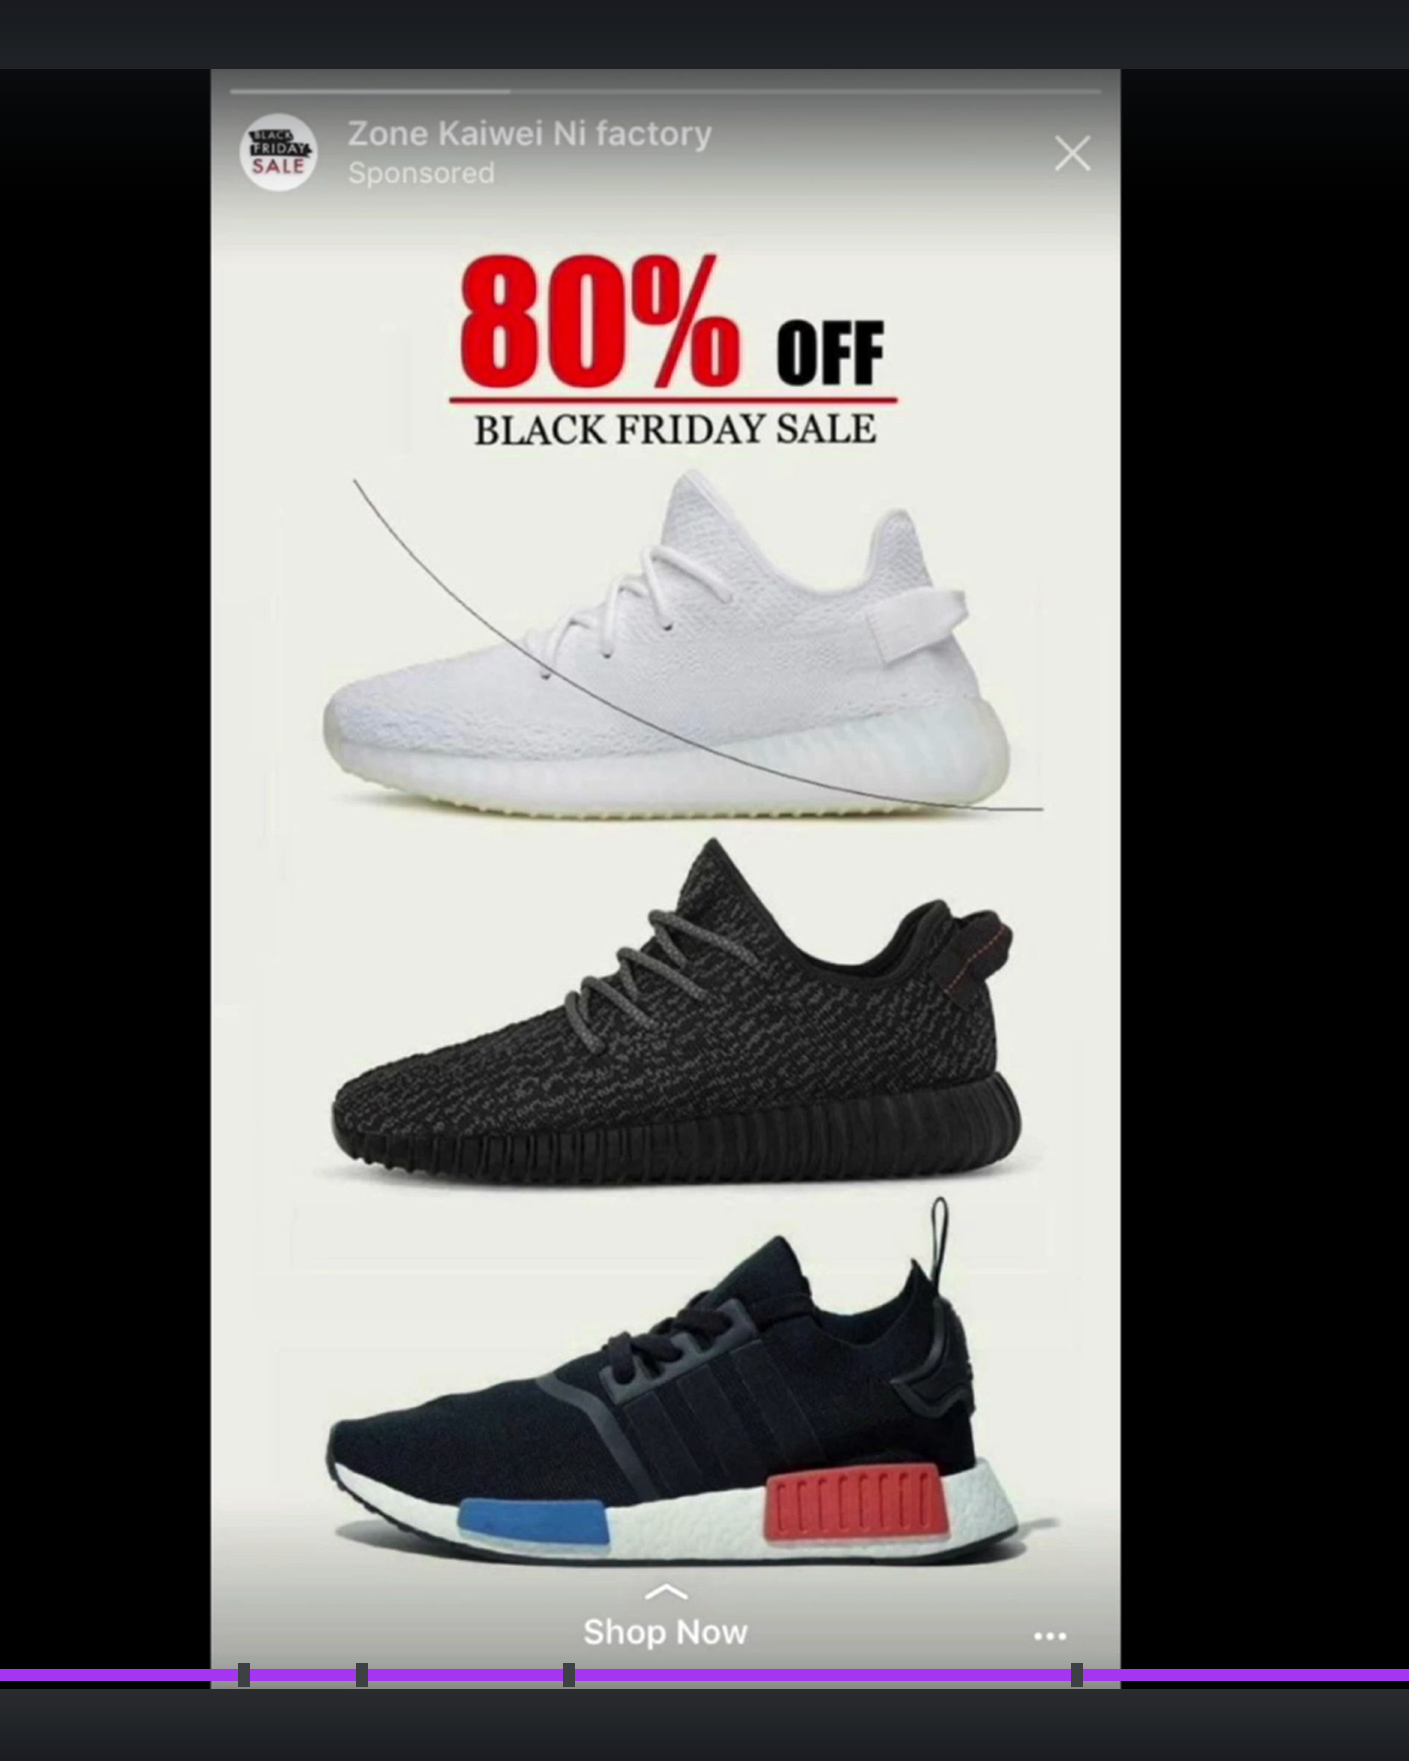 BLACK
FRIDAY
SALE
Zone Kaiwei Ni factory
Sponsored
80% OFF
BLACK FRIDAY SALE
Shop Now